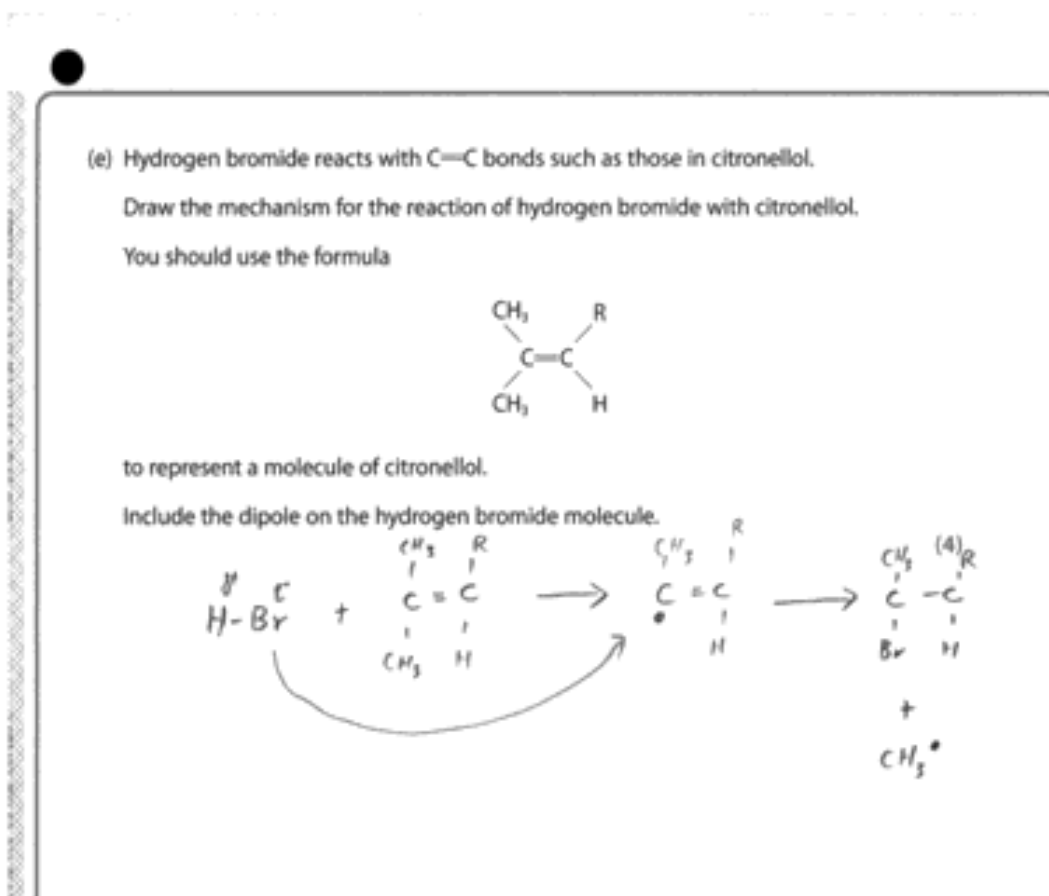 (e) Hydrogen bromide reacts with C=C bonds such as those in citronellol.
Draw the mechanism for the reaction of hydrogen bromide with citronellol.
You should use the formula
CH₃ R
C=C
CH₃ H
to represent a molecule of citronellol.
Include the dipole on the hydrogen bromide molecule.
(4)
CH₃ R CH₃ R CH₃ R
H-Br + C=C → C=C → C-C
CH₃ H H Br H
+
CH₃•